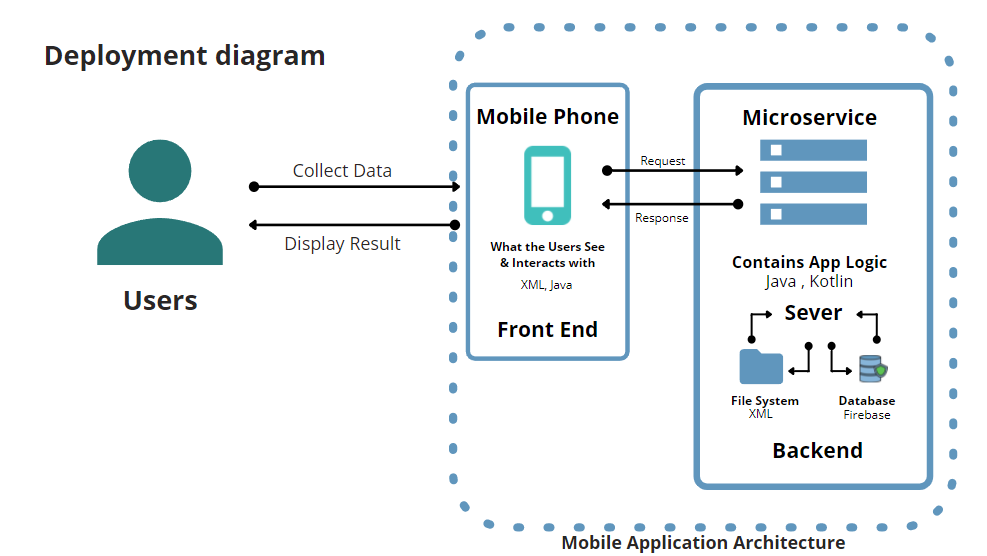 Deployment diagram
Users
Collect Data
Display Result
Mobile Phone
What the Users See
& Interacts with
XML, Java
Front End
Request
Response
Microservice
Contains App Logic
Java , Kotlin
Sever
File System
XML
Database
Firebase
Backend
Mobile Application Architecture